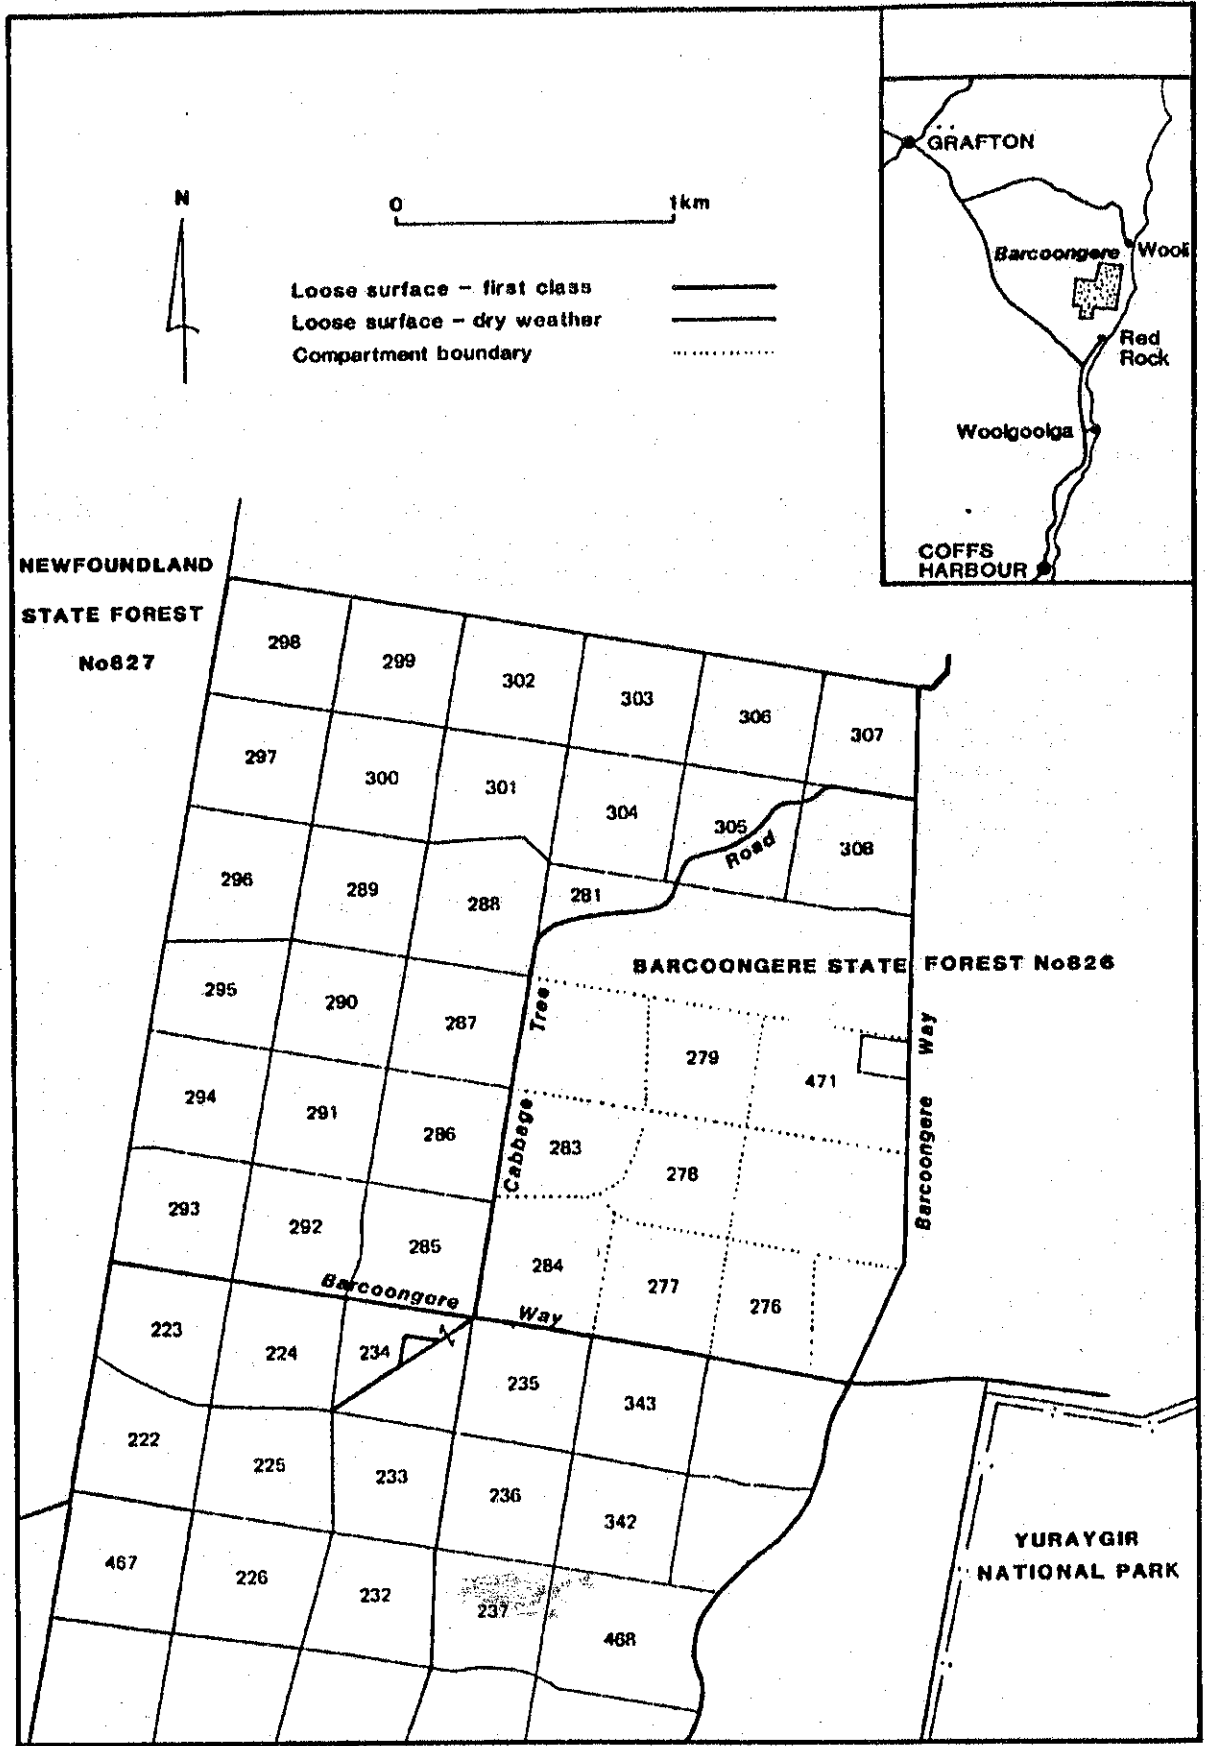 GRAFTON
Barcoongere
Wooli
Red
Rock
Woolgoolga
COFFS
HARBOUR
N
0 1km
Loose surface - first class
Loose surface - dry weather
Compartment boundary
NEWFOUNDLAND
STATE FOREST
No827
298
299
302
303
306
307
297
300
301
304
305
308
Road
296
289
288
281
BARCOONGERE STATE FOREST No826
295
290
287
Tree
279
471
Barcoongere Way
294
291
286
Cabbage
283
278
293
292
285
284
277
276
Barcoongere Way
223
224
234
235
343
222
225
233
236
342
467
226
232
237
468
YURAYGIR
NATIONAL PARK